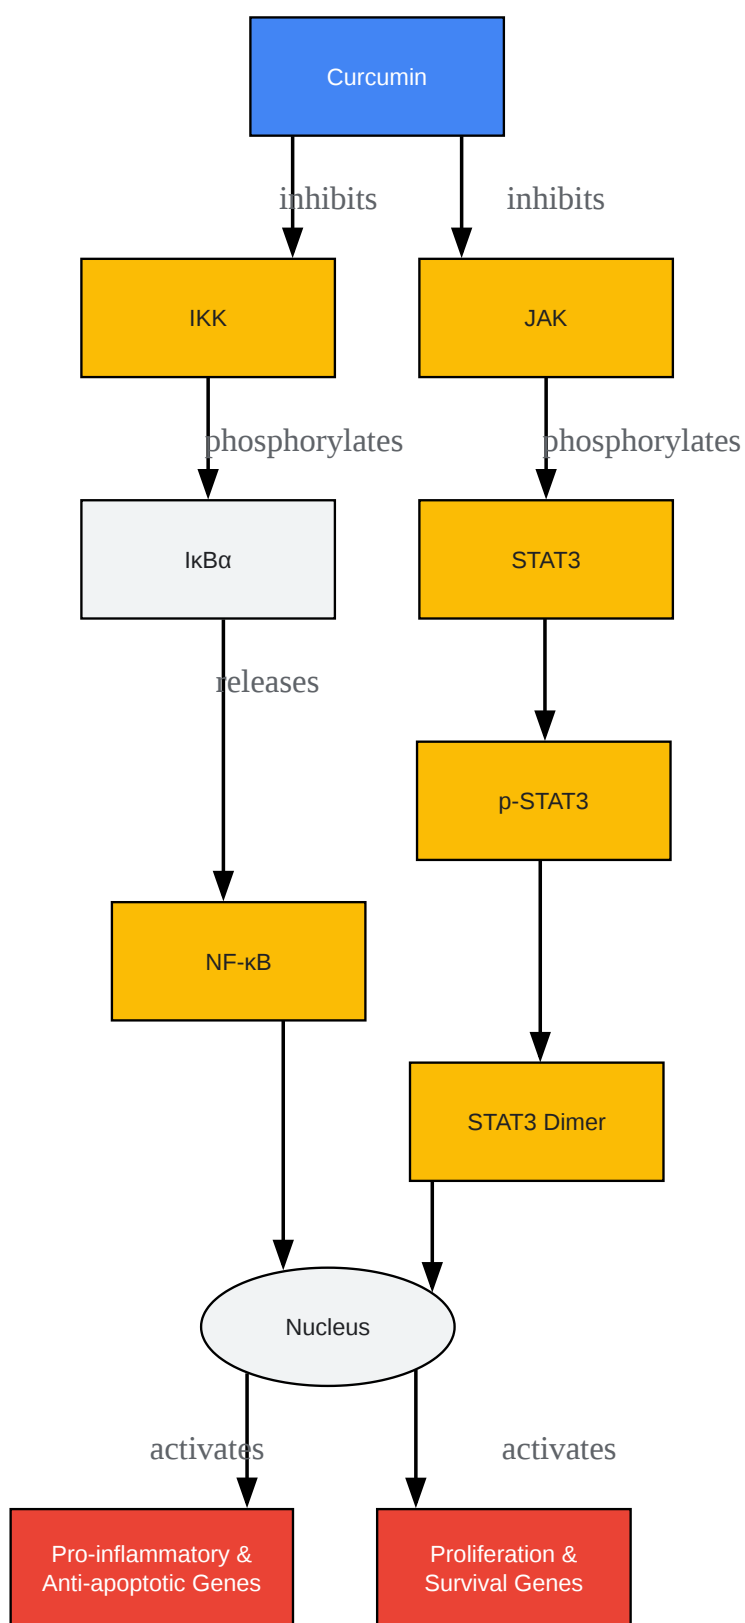 Curcumin
inhibits
inhibits
IKK
JAK
phosphorylates
phosphorylates
IκBα
STAT3
releases
p-STAT3
NF-κB
STAT3 Dimer
Nucleus
activates
activates
Pro-inflammatory &
Anti-apoptotic Genes
Proliferation &
Survival Genes